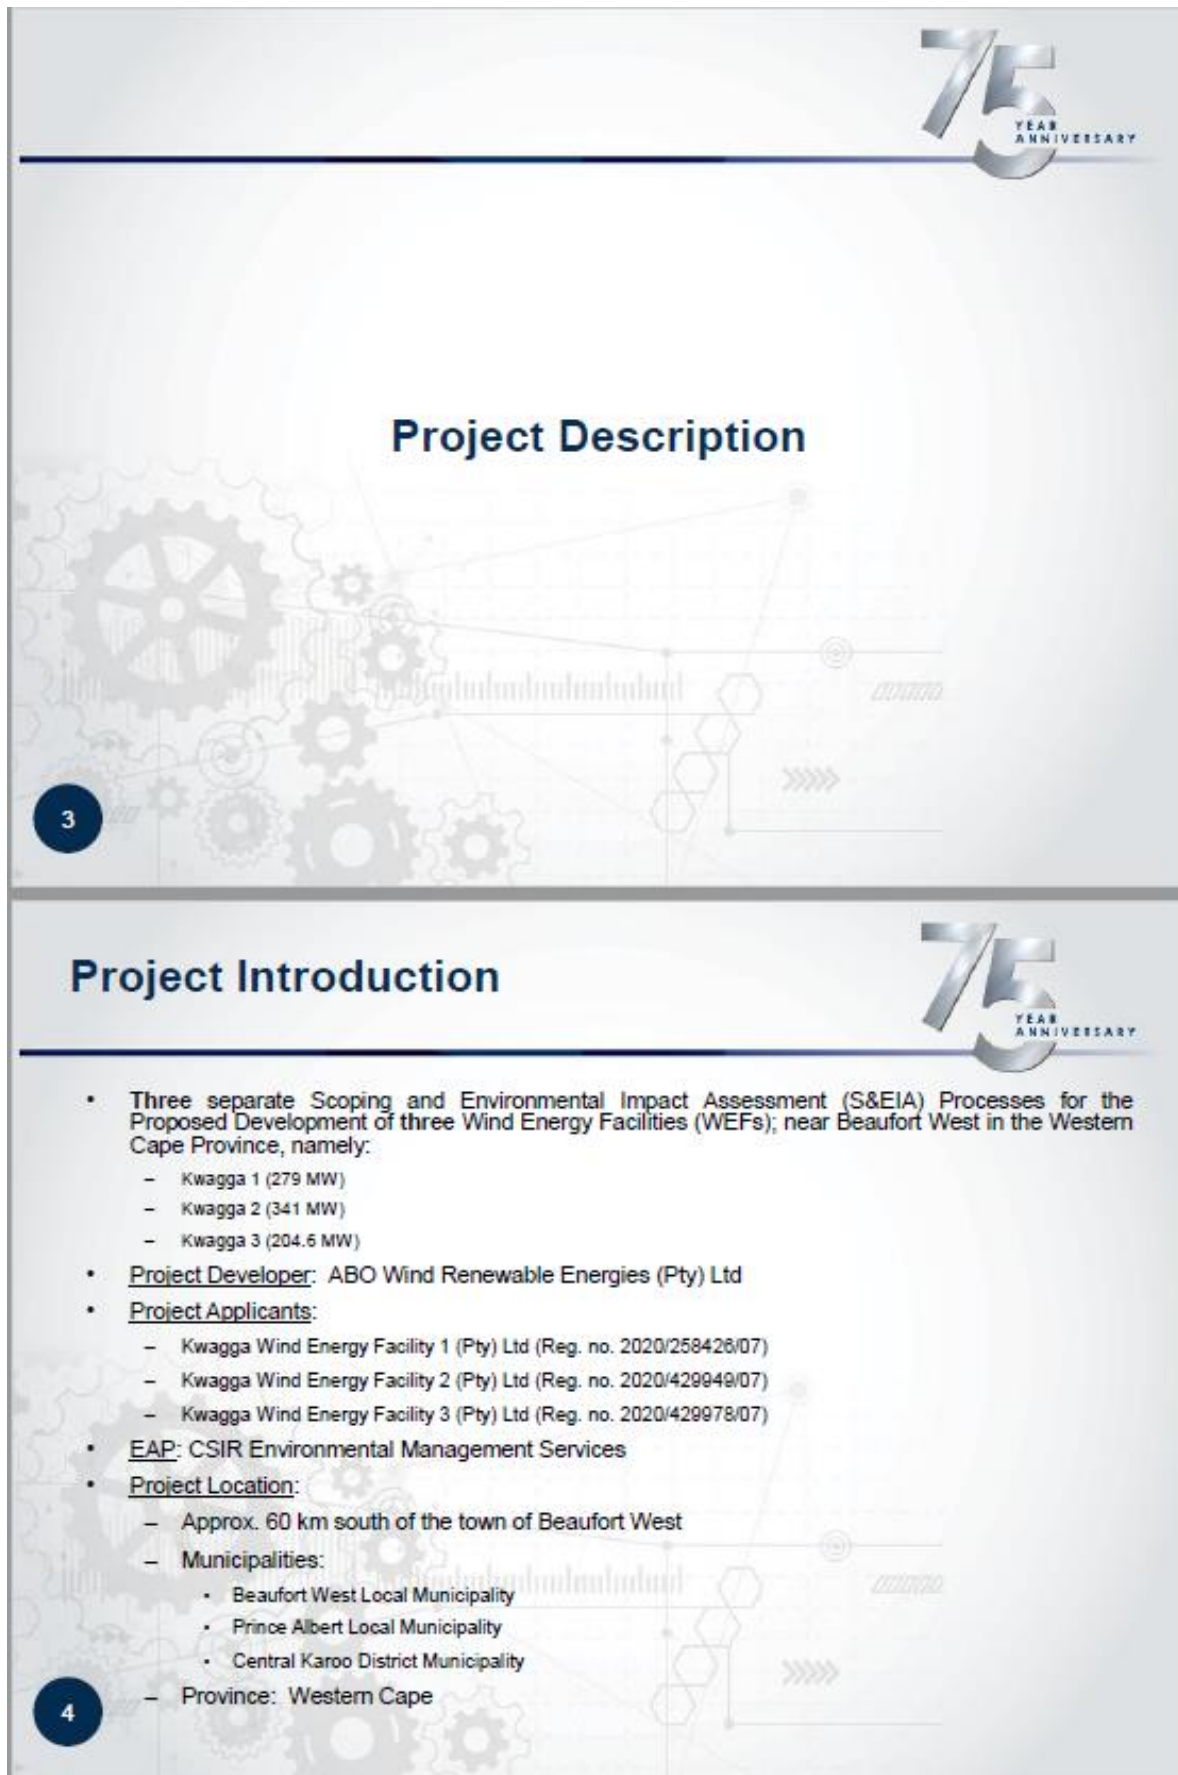 75
YEAR
ANNIVERSARY
Project Description
3
Project Introduction
75
YEAR
ANNIVERSARY
• Three separate Scoping and Environmental Impact Assessment (S&EIA) Processes for the
Proposed Development of three Wind Energy Facilities (WEFs); near Beaufort West in the Western
Cape Province, namely:
– Kwagga 1 (279 MW)
– Kwagga 2 (341 MW)
– Kwagga 3 (204.6 MW)
• Project Developer: ABO Wind Renewable Energies (Pty) Ltd
• Project Applicants:
– Kwagga Wind Energy Facility 1 (Pty) Ltd (Reg. no. 2020/258426/07)
– Kwagga Wind Energy Facility 2 (Pty) Ltd (Reg. no. 2020/429949/07)
– Kwagga Wind Energy Facility 3 (Pty) Ltd (Reg. no. 2020/429978/07)
• EAP: CSIR Environmental Management Services
• Project Location:
– Approx. 60 km south of the town of Beaufort West
– Municipalities:
• Beaufort West Local Municipality
• Prince Albert Local Municipality
• Central Karoo District Municipality
– Province: Western Cape
4